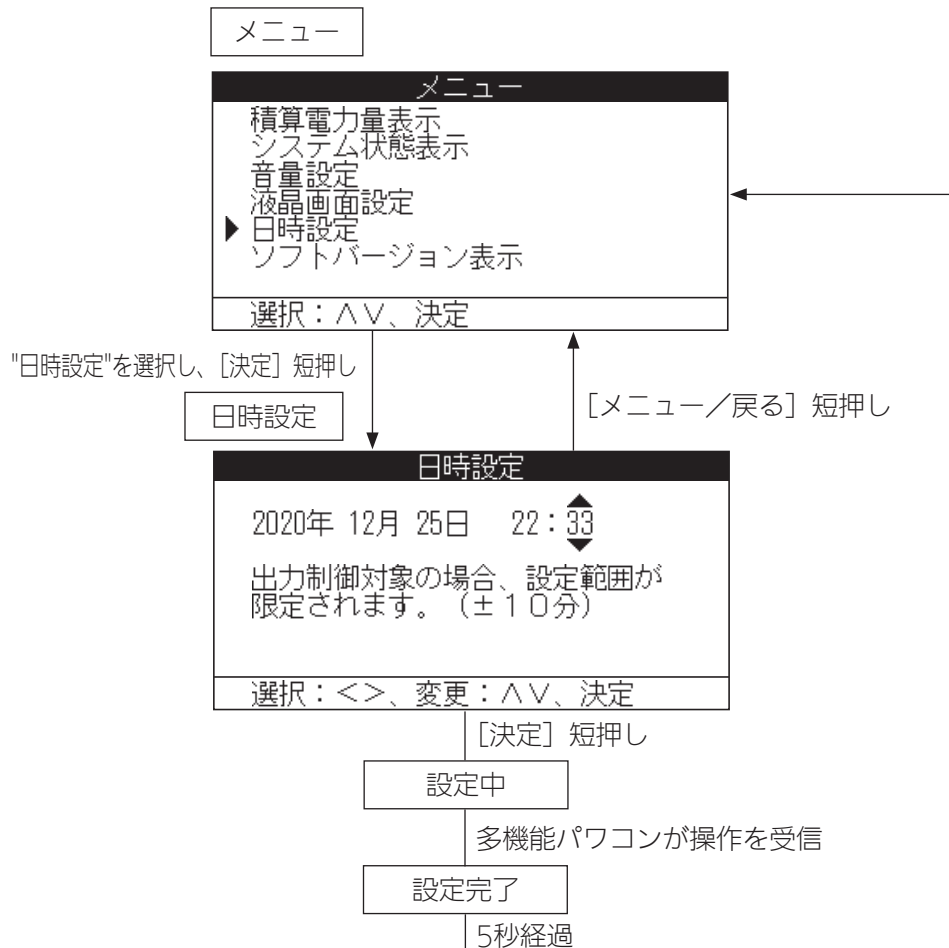 メニュー
メニュー
積算電力量表示
システム状態表示
音量設定
液晶画面設定
▶日時設定
ソフトバージョン表示
選択：∧∨、決定
"日時設定"を選択し、［決定］短押し
［メニュー／戻る］短押し
日時設定
日時設定
2020年 12月 25日 22：33
出力制御対象の場合、設定範囲が
限定されます。（±１０分）
選択：＜＞、変更：∧∨、決定
［決定］短押し
設定中
多機能パワコンが操作を受信
設定完了
5秒経過